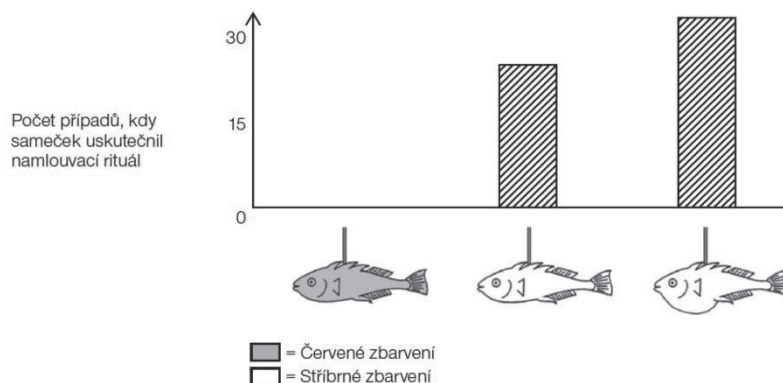 30
Počet případů, kdy
sameček uskutečnil
namlouvací rituál
15
0
= Červené zbarvení
= Stříbrné zbarvení